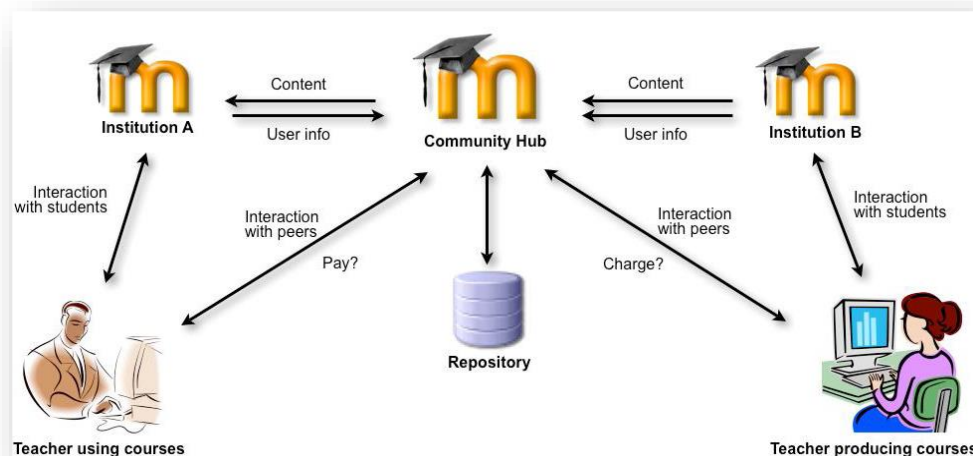 m
m
m
Content
Content
Institution A
User info
Community Hub
User info
Institution B
Interaction
with students
Interaction
with peers
Pay?
Interaction
with peers
Charge?
Interaction
with students
Repository
Teacher using courses
Teacher producing courses